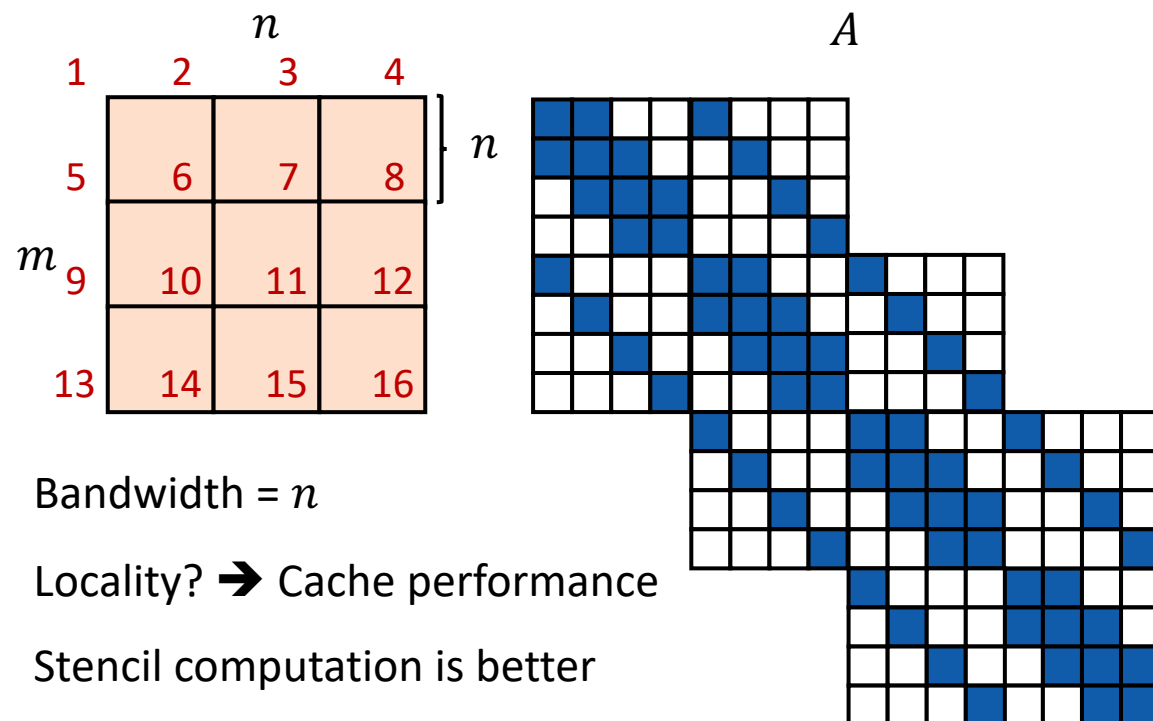 n
A
1 2 3 4
n
5 6 7 8
m
9 10 11 12
13 14 15 16
Bandwidth = n
Locality? ➔ Cache performance
Stencil computation is better